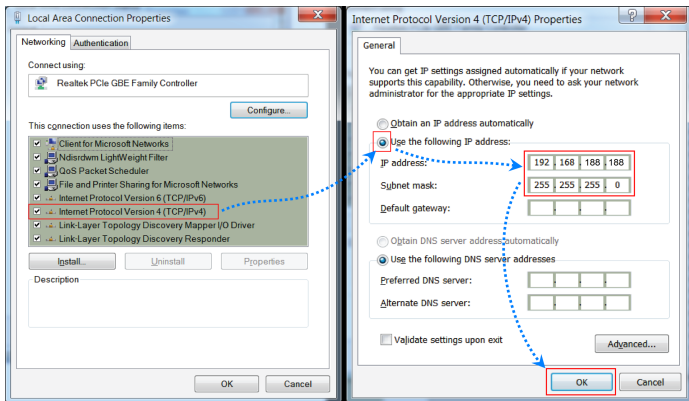 Local Area Connection Properties
Networking
Authentication
Connect using:
Realtek PCIe GBE Family Controller
Configure...
This connection uses the following items:
Client for Microsoft Networks
Ndisrdwm LightWeight Filter
QoS Packet Scheduler
File and Printer Sharing for Microsoft Networks
Internet Protocol Version 6 (TCP/IPv6)
Internet Protocol Version 4 (TCP/IPv4)
Link-Layer Topology Discovery Mapper I/O Driver
Link-Layer Topology Discovery Responder
Install...
Uninstall
Properties
Description
OK
Cancel
Internet Protocol Version 4 (TCP/IPv4) Properties
General
You can get IP settings assigned automatically if your network
supports this capability. Otherwise, you need to ask your network
administrator for the appropriate IP settings.
Obtain an IP address automatically
Use the following IP address:
IP address:
192 . 168 . 188 . 188
Subnet mask:
255 . 255 . 255 . 0
Default gateway:
. . .
Obtain DNS server address automatically
Use the following DNS server addresses
Preferred DNS server:
. . .
Alternate DNS server:
. . .
Validate settings upon exit
Advanced...
OK
Cancel